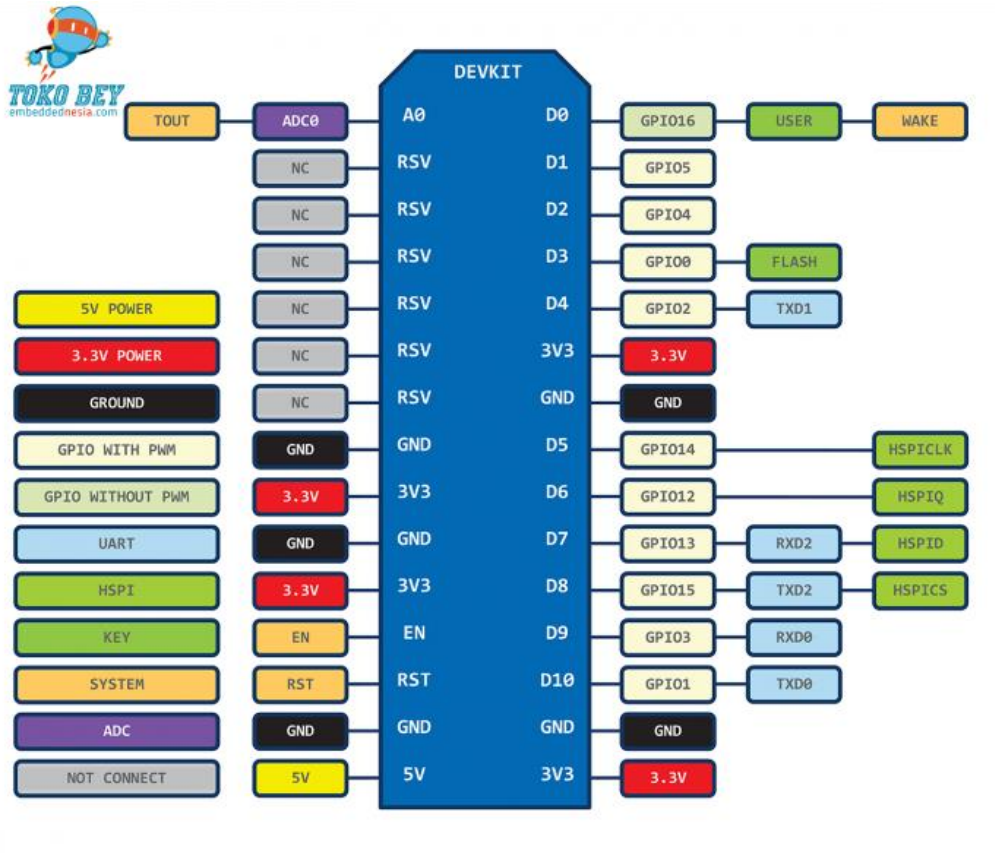 TOKO BEY
embeddednesia.com
DEVKIT
TOUT ADC0 A0 D0 GPIO16 USER WAKE
NC RSV D1 GPIO5
NC RSV D2 GPIO4
NC RSV D3 GPIO0 FLASH
5V POWER NC RSV D4 GPIO2 TXD1
3.3V POWER NC RSV 3V3 3.3V
GROUND NC RSV GND GND
GPIO WITH PWM GND GND D5 GPIO14 HSPICLK
GPIO WITHOUT PWM 3.3V 3V3 D6 GPIO12 HSPIQ
UART GND GND D7 GPIO13 RXD2 HSPID
HSPI 3.3V 3V3 D8 GPIO15 TXD2 HSPICS
KEY EN EN D9 GPIO3 RXD0
SYSTEM RST RST D10 GPIO1 TXD0
ADC GND GND GND GND
NOT CONNECT 5V 5V 3V3 3.3V